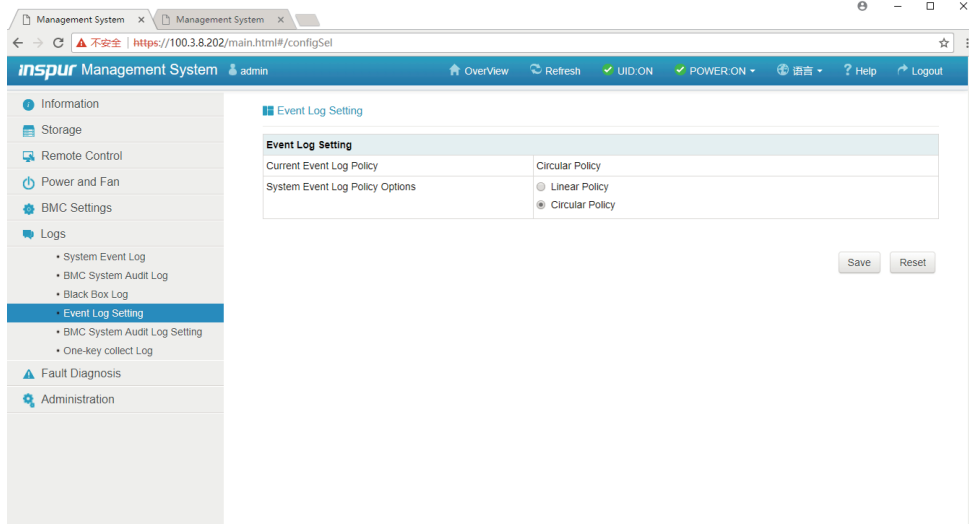 Management System
Management System
不安全 | https://100.3.8.202/main.html#/configSel
inspur Management System admin OverView Refresh UID:ON POWER:ON 语言 ? Help Logout
Information
Storage
Remote Control
Power and Fan
BMC Settings
Logs
• System Event Log
• BMC System Audit Log
• Black Box Log
• Event Log Setting
• BMC System Audit Log Setting
• One-key collect Log
Fault Diagnosis
Administration
Event Log Setting
Event Log Setting
Current Event Log Policy Circular Policy
System Event Log Policy Options Linear Policy
Circular Policy
Save Reset